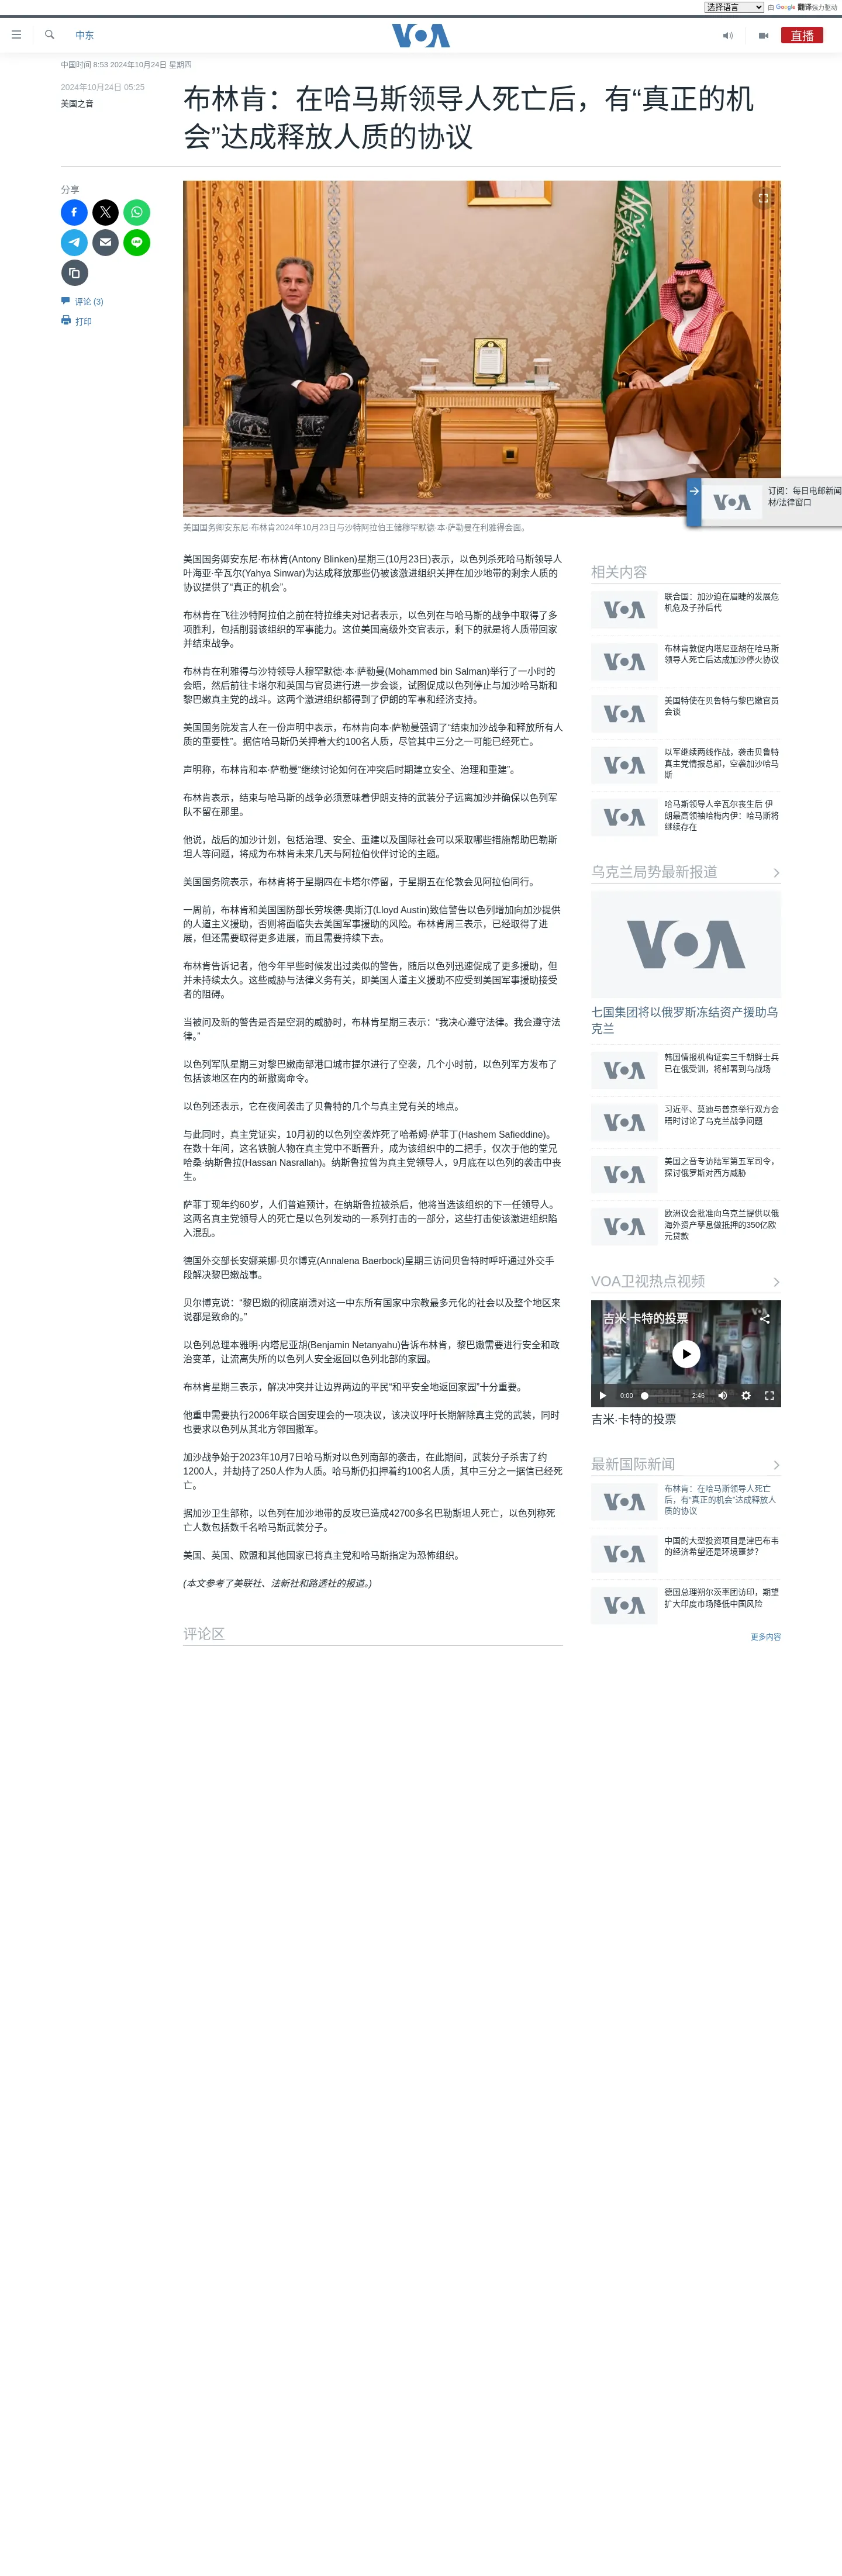 选择语言 由 Google 翻译强力驱动
中东
VOA
直播
中国时间 8:53 2024年10月24日 星期四
2024年10月24日 05:25
美国之音
布林肯：在哈马斯领导人死亡后，有“真正的机
会”达成释放人质的协议
分享
评论 (3)
打印
美国国务卿安东尼·布林肯2024年10月23日与沙特阿拉伯王储穆罕默德·本·萨勒曼在利雅得会面。
VOA
订阅：每日电邮新闻
材/法律窗口
美国国务卿安东尼·布林肯(Antony Blinken)星期三(10月23日)表示，以色列杀死哈马斯领导人
叶海亚·辛瓦尔(Yahya Sinwar)为达成释放那些仍被该激进组织关押在加沙地带的剩余人质的
协议提供了“真正的机会”。
布林肯在飞往沙特阿拉伯之前在特拉维夫对记者表示，以色列在与哈马斯的战争中取得了多
项胜利，包括削弱该组织的军事能力。这位美国高级外交官表示，剩下的就是将人质带回家
并结束战争。
布林肯在利雅得与沙特领导人穆罕默德·本·萨勒曼(Mohammed bin Salman)举行了一小时的
会晤，然后前往卡塔尔和英国与官员进行进一步会谈，试图促成以色列停止与加沙哈马斯和
黎巴嫩真主党的战斗。这两个激进组织都得到了伊朗的军事和经济支持。
美国国务院发言人在一份声明中表示，布林肯向本·萨勒曼强调了“结束加沙战争和释放所有人
质的重要性”。据信哈马斯仍关押着大约100名人质，尽管其中三分之一可能已经死亡。
声明称，布林肯和本·萨勒曼“继续讨论如何在冲突后时期建立安全、治理和重建”。
布林肯表示，结束与哈马斯的战争必须意味着伊朗支持的武装分子远离加沙并确保以色列军
队不留在那里。
他说，战后的加沙计划，包括治理、安全、重建以及国际社会可以采取哪些措施帮助巴勒斯
坦人等问题，将成为布林肯未来几天与阿拉伯伙伴讨论的主题。
美国国务院表示，布林肯将于星期四在卡塔尔停留，于星期五在伦敦会见阿拉伯同行。
一周前，布林肯和美国国防部长劳埃德·奥斯汀(Lloyd Austin)致信警告以色列增加向加沙提供
的人道主义援助，否则将面临失去美国军事援助的风险。布林肯周三表示，已经取得了进
展，但还需要取得更多进展，而且需要持续下去。
布林肯告诉记者，他今年早些时候发出过类似的警告，随后以色列迅速促成了更多援助，但
并未持续太久。这些威胁与法律义务有关，即美国人道主义援助不应受到美国军事援助接受
者的阻碍。
当被问及新的警告是否是空洞的威胁时，布林肯星期三表示：“我决心遵守法律。我会遵守法
律。”
以色列军队星期三对黎巴嫩南部港口城市提尔进行了空袭，几个小时前，以色列军方发布了
包括该地区在内的新撤离命令。
以色列还表示，它在夜间袭击了贝鲁特的几个与真主党有关的地点。
与此同时，真主党证实，10月初的以色列空袭炸死了哈希姆·萨菲丁(Hashem Safieddine)。
在数十年间，这名铁腕人物在真主党中不断晋升，成为该组织中的二把手，仅次于他的堂兄
哈桑·纳斯鲁拉(Hassan Nasrallah)。纳斯鲁拉曾为真主党领导人，9月底在以色列的袭击中丧
生。
萨菲丁现年约60岁，人们普遍预计，在纳斯鲁拉被杀后，他将当选该组织的下一任领导人。
这两名真主党领导人的死亡是以色列发动的一系列打击的一部分，这些打击使该激进组织陷
入混乱。
德国外交部长安娜莱娜·贝尔博克(Annalena Baerbock)星期三访问贝鲁特时呼吁通过外交手
段解决黎巴嫩战事。
贝尔博克说：“黎巴嫩的彻底崩溃对这一中东所有国家中宗教最多元化的社会以及整个地区来
说都是致命的。”
以色列总理本雅明·内塔尼亚胡(Benjamin Netanyahu)告诉布林肯，黎巴嫩需要进行安全和政
治变革，让流离失所的以色列人安全返回以色列北部的家园。
布林肯星期三表示，解决冲突并让边界两边的平民“和平安全地返回家园”十分重要。
他重申需要执行2006年联合国安理会的一项决议，该决议呼吁长期解除真主党的武装，同时
也要求以色列从其北方邻国撤军。
加沙战争始于2023年10月7日哈马斯对以色列南部的袭击，在此期间，武装分子杀害了约
1200人，并劫持了250人作为人质。哈马斯仍扣押着约100名人质，其中三分之一据信已经死
亡。
据加沙卫生部称，以色列在加沙地带的反攻已造成42700多名巴勒斯坦人死亡，以色列称死
亡人数包括数千名哈马斯武装分子。
美国、英国、欧盟和其他国家已将真主党和哈马斯指定为恐怖组织。
(本文参考了美联社、法新社和路透社的报道。)
评论区
相关内容
VOA
联合国：加沙迫在眉睫的发展危
机危及子孙后代
VOA
布林肯敦促内塔尼亚胡在哈马斯
领导人死亡后达成加沙停火协议
VOA
美国特使在贝鲁特与黎巴嫩官员
会谈
VOA
以军继续两线作战，袭击贝鲁特
真主党情报总部，空袭加沙哈马
斯
VOA
哈马斯领导人辛瓦尔丧生后 伊
朗最高领袖哈梅内伊：哈马斯将
继续存在
乌克兰局势最新报道
VOA
七国集团将以俄罗斯冻结资产援助乌
克兰
VOA
韩国情报机构证实三千朝鲜士兵
已在俄受训，将部署到乌战场
VOA
习近平、莫迪与普京举行双方会
晤时讨论了乌克兰战争问题
VOA
美国之音专访陆军第五军司令，
探讨俄罗斯对西方威胁
VOA
欧洲议会批准向乌克兰提供以俄
海外资产孳息做抵押的350亿欧
元贷款
VOA卫视热点视频
吉米·卡特的投票
0:00
2:46
吉米·卡特的投票
最新国际新闻
VOA
布林肯：在哈马斯领导人死亡
后，有“真正的机会”达成释放人
质的协议
VOA
中国的大型投资项目是津巴布韦
的经济希望还是环境噩梦？
VOA
德国总理朔尔茨率团访印，期望
扩大印度市场降低中国风险
更多内容